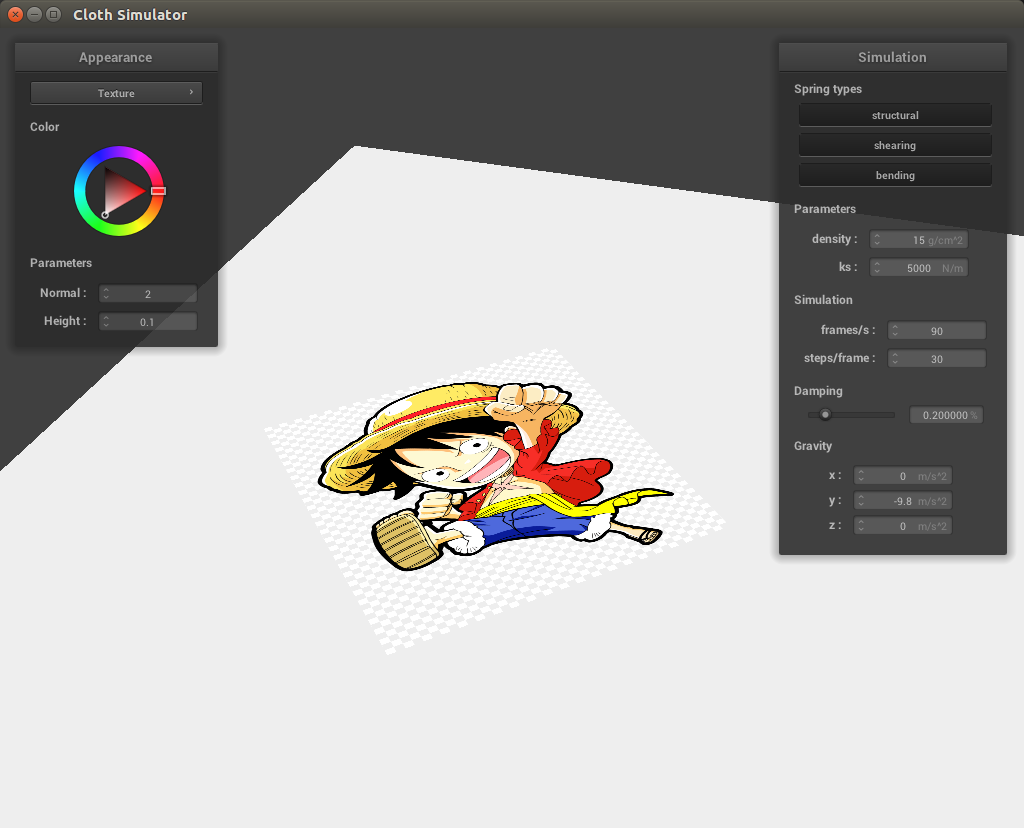 Cloth Simulator
Appearance
Texture
Color
Parameters
Normal : 2
Height : 0.1
Simulation
Spring types
structural
shearing
bending
Parameters
density : 15 g/cm^2
ks : 5000 N/m
Simulation
frames/s : 90
steps/frame : 30
Damping
0.200000 %
Gravity
x : 0 m/s^2
y : -9.8 m/s^2
z : 0 m/s^2